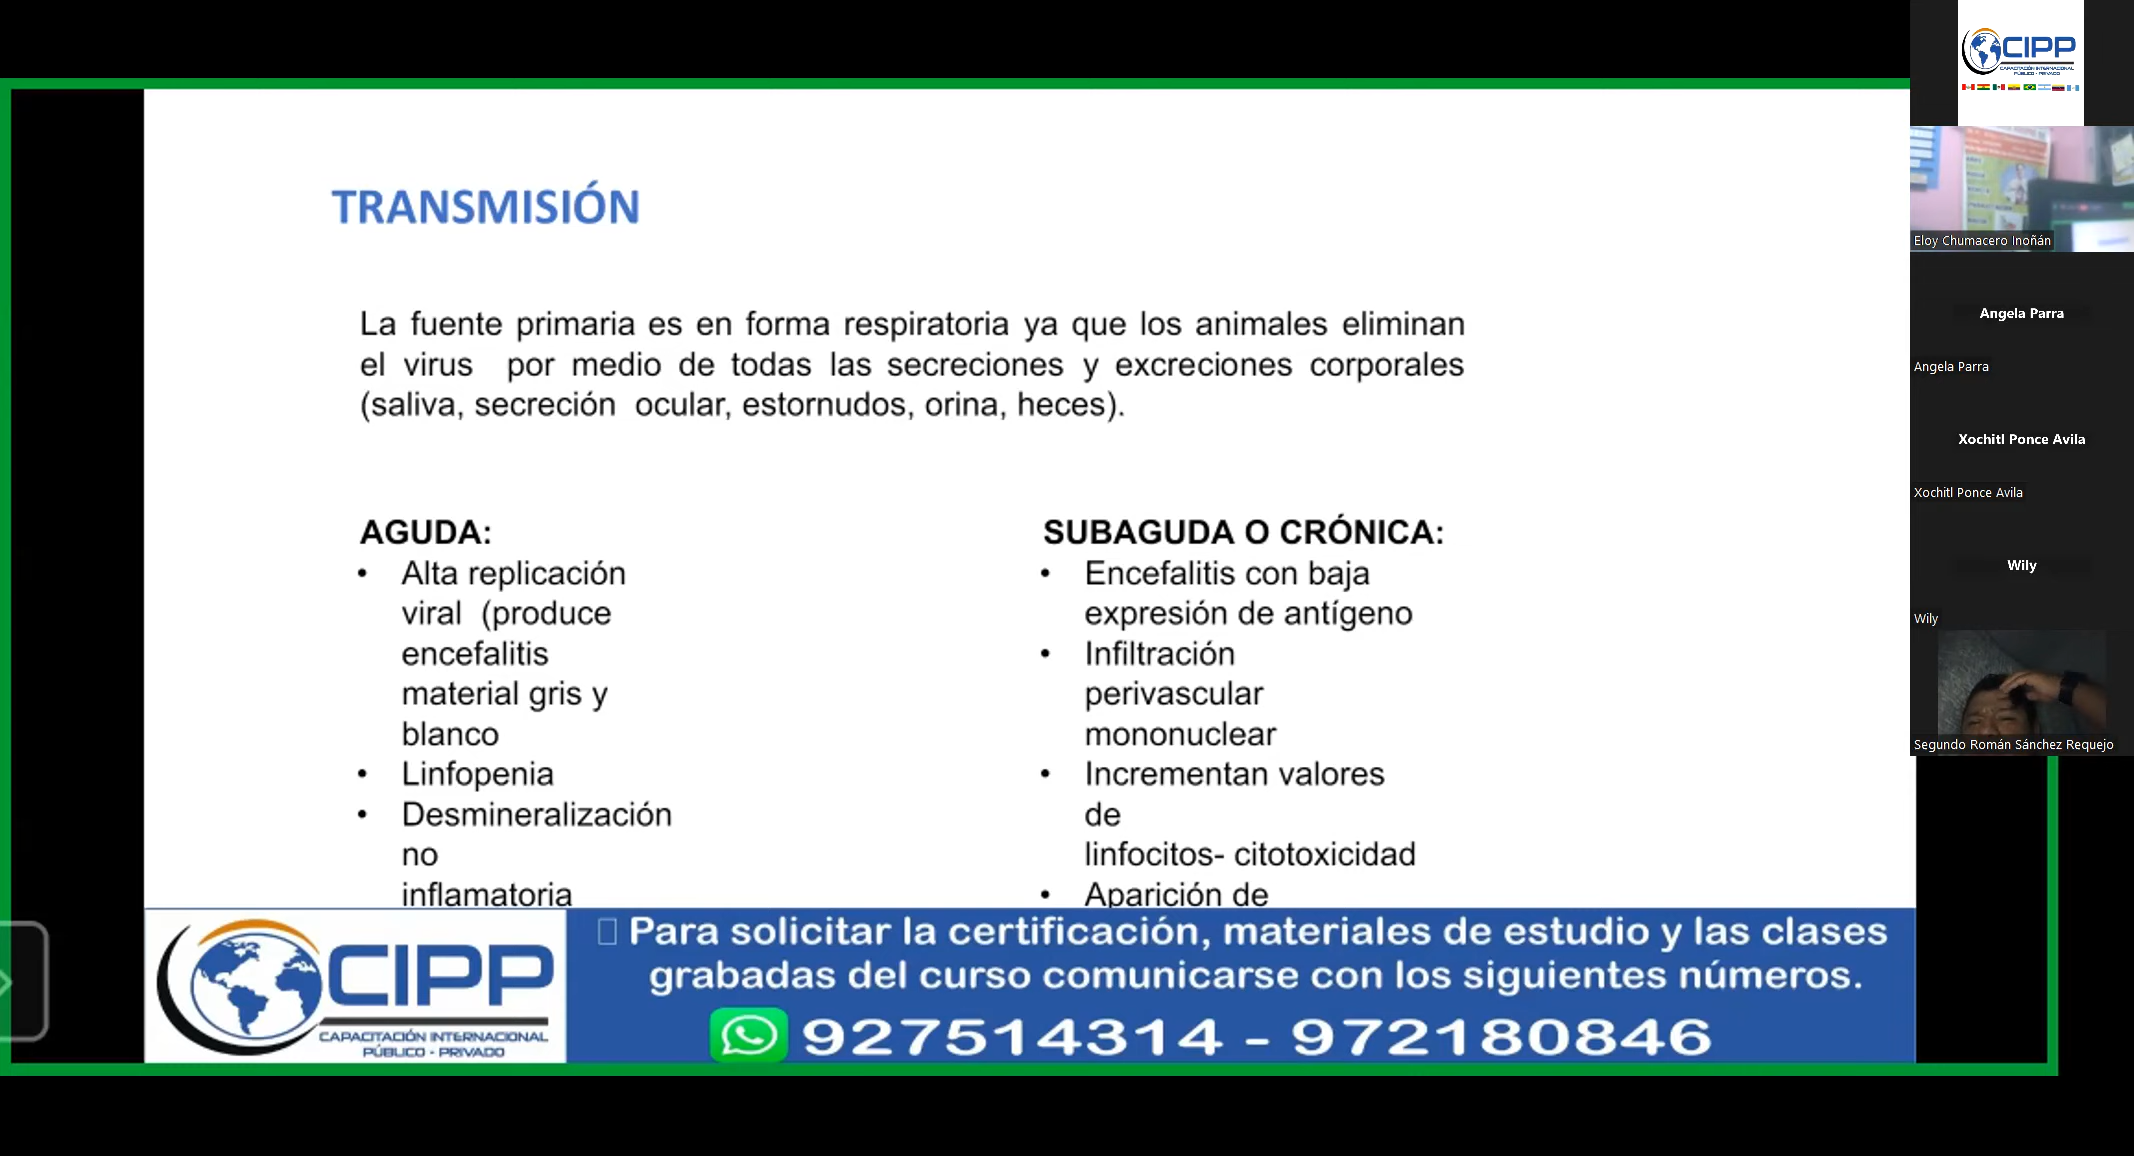 TRANSMISIÓN
La fuente primaria es en forma respiratoria ya que los animales eliminan
el virus por medio de todas las secreciones y excreciones corporales
(saliva, secreción ocular, estornudos, orina, heces).
AGUDA:
• Alta replicación
viral (produce
encefalitis
material gris y
blanco
• Linfopenia
• Desmineralización
no
inflamatoria
SUBAGUDA O CRÓNICA:
• Encefalitis con baja
expresión de antígeno
• Infiltración
perivascular
mononuclear
• Incrementan valores
de
linfocitos- citotoxicidad
• Aparición de
CIPP
CAPACITACIÓN INTERNACIONAL
PÚBLICO - PRIVADO
Para solicitar la certificación, materiales de estudio y las clases
grabadas del curso comunicarse con los siguientes números.
927514314 - 972180846
CIPP
CAPACITACIÓN INTERNACIONAL
PÚBLICO - PRIVADO
Eloy Chumacero Inoñán
Angela Parra
Angela Parra
Xochitl Ponce Avila
Xochitl Ponce Avila
Wily
Wily
Segundo Román Sánchez Requejo